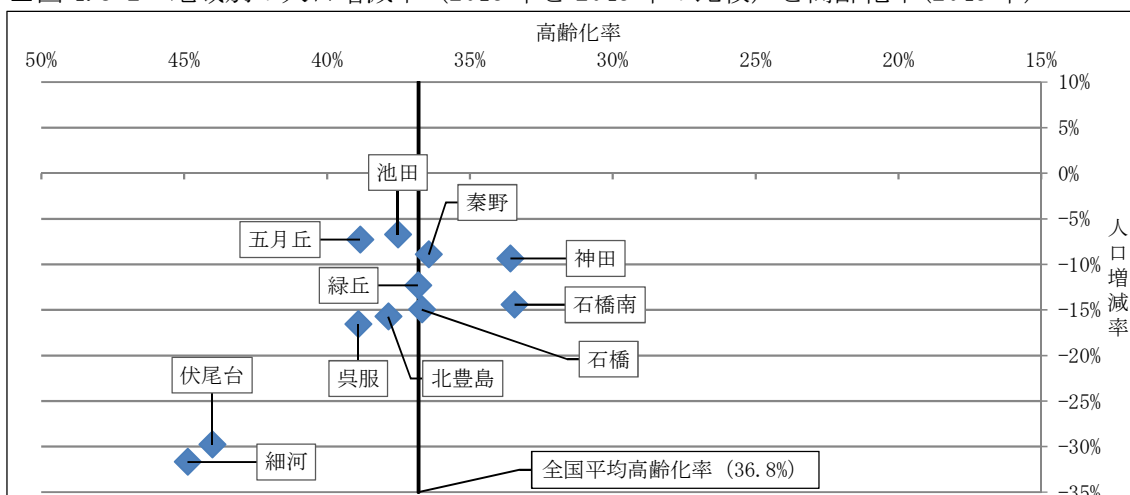 高齢化率
50% 45% 40% 35% 30% 25% 20% 15%
10%
5%
0%
-5%
-10%
-15%
-20%
-25%
-30%
-35%
人口増減率
池田
秦野
五月丘
神田
緑丘
石橋南
石橋
伏尾台
呉服
北豊島
細河
全国平均高齢化率 (36.8%)